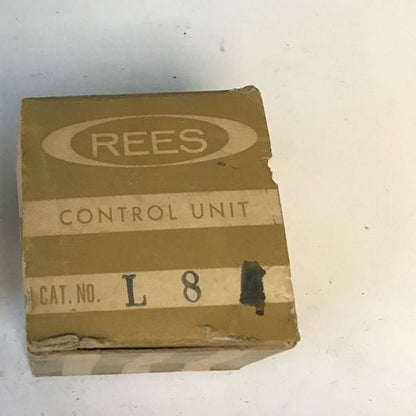 REES
CONTROL UNIT
CAT. NO. L 8